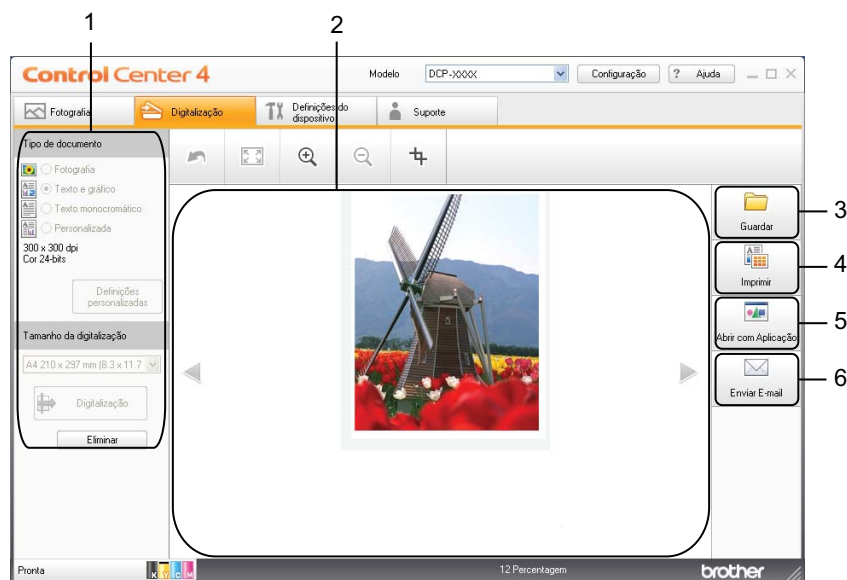 1
2
Control Center 4
Modelo
DCP-XXXX
Configuração
? Ajuda
Fotografia
Digitalização
Definições do
dispositivo
Suporte
Tipo de documento
Fotografia
Texto e gráfico
Texto monocromático
Personalizada
300 x 300 dpi
Cor 24-bits
Definições
personalizadas
Tamanho da digitalização
A4 210 x 297 mm (8.3 x 11.7
Digitalização
Eliminar
Guardar
3
Imprimir
4
Abrir com Aplicação
5
Enviar E-mail
6
Pronta
K Y C M
12 Percentagem
brother